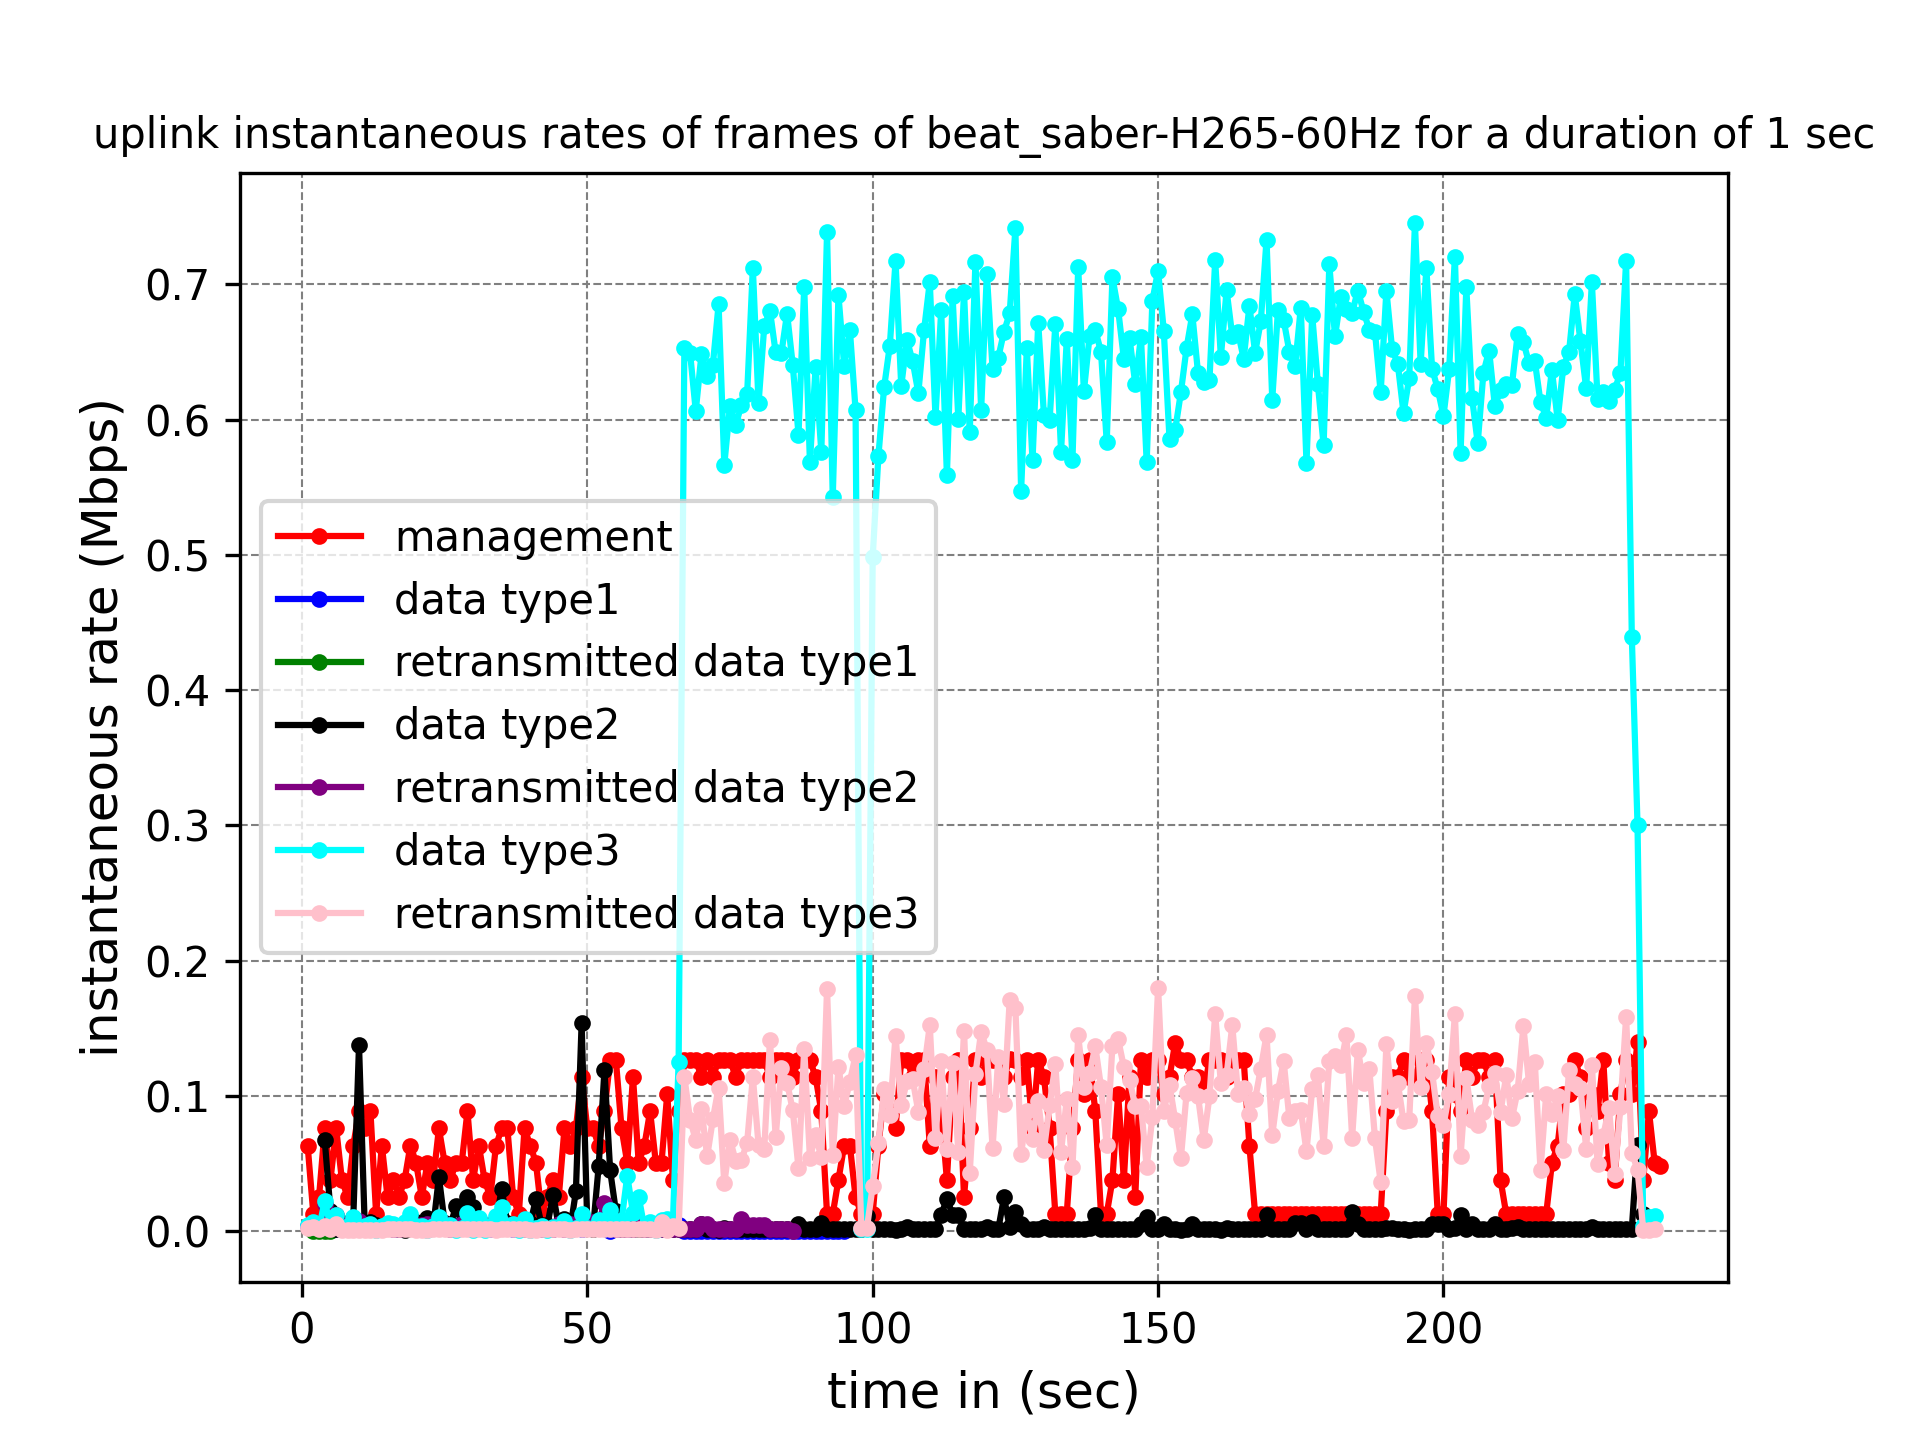 uplink instantaneous rates of frames of beat_saber-H265-60Hz for a duration of 1 sec
instantaneous rate (Mbps)
0.7
0.6
0.5
0.4
0.3
0.2
0.1
0.0
management
data type1
retransmitted data type1
data type2
retransmitted data type2
data type3
retransmitted data type3
0 50 100 150 200
time in (sec)